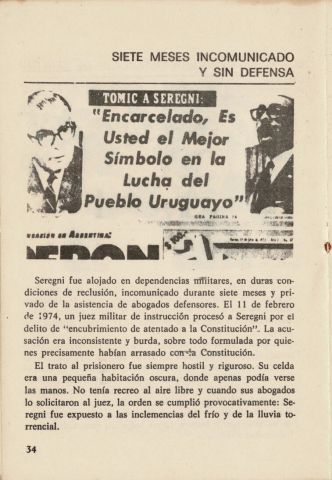 SIETE MESES INCOMUNICADO
Y SIN DEFENSA
TOMIC A SEREGNI:
"Encarcelado, Es
Usted el Mejor
Símbolo en la
Lucha del
Pueblo Uruguayo"
PAGINA
ARGENTINA:
Seregni fue alojado en dependencias militares, en duras con-
diciones de reclusión, incomunicado durante siete meses y pri-
vado de la asistencia de abogados defensores. El 11 de febrero
de 1974, un juez militar de instrucción procesó a Seregni por el
delito de "encubrimiento de atentado a la Constitución". La acu-
sación era inconsistente y burda, sobre todo formulada por quie-
nes precisamente habían arrasado con la Constitución.
El trato al prisionero fue siempre hostil y riguroso. Su celda
era una pequeña habitación oscura, donde apenas podía verse
las manos. No tenía recreo al aire libre y cuando sus abogados
lo solicitaron al juez, la orden se cumplió provocativamente: Se-
regni fue expuesto a las inclemencias del frío y de la lluvia to-
rrencial.
34